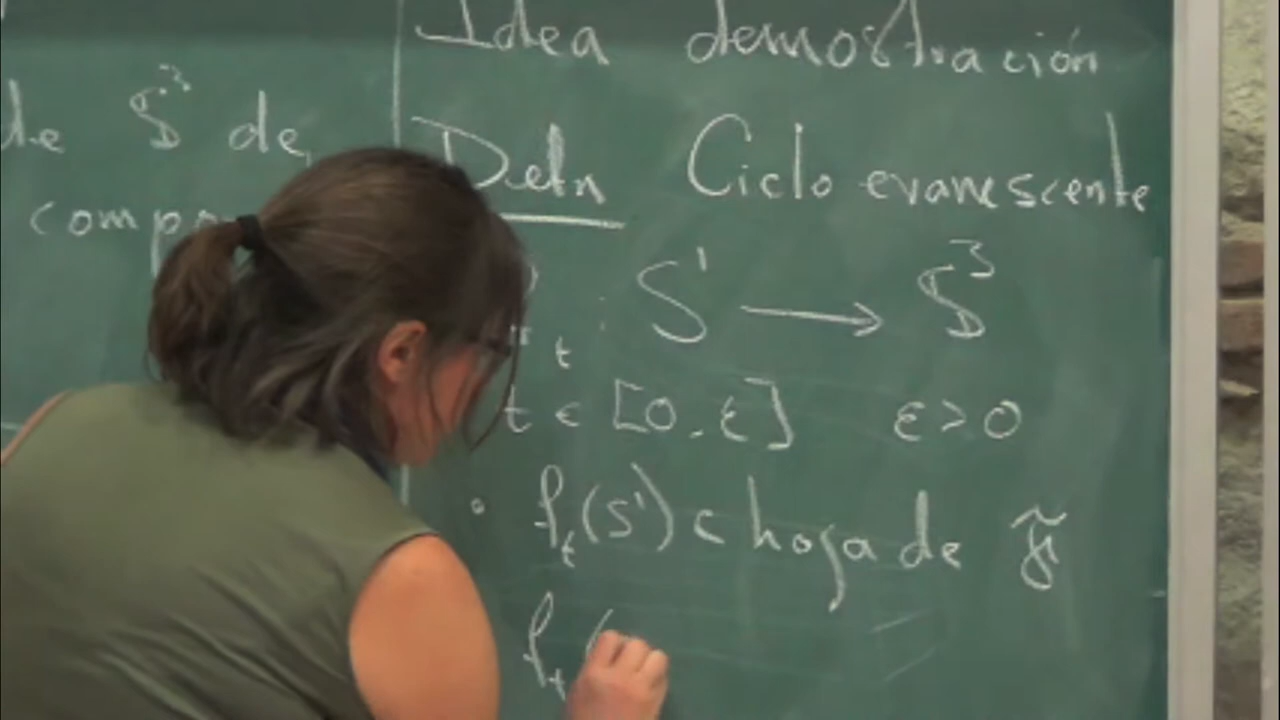 de S³ de
comp
Idea demostración
Defn Ciclo evanescente
t : S¹ → S³
t ∈ [0, ε] ε > 0
• f_t(S¹) ⊂ hoja de F̃
f_t (